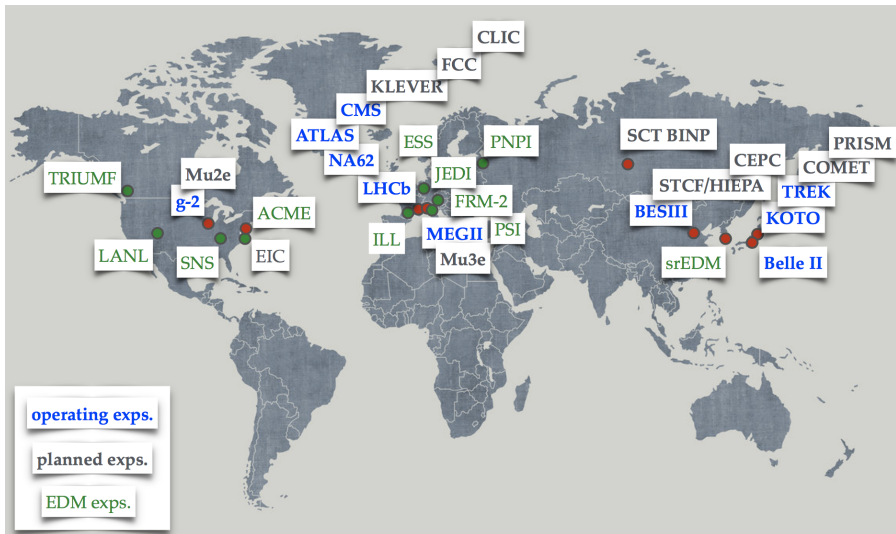 CLIC
FCC
KLEVER
CMS
ATLAS
NA62
ESS
PNPI
SCT BINP
PRISM
CEPC
COMET
Mu2e
TRIUMF
JEDI
STCF/HIEPA
TREK
LHCb
g-2
ACME
FRM-2
BESIII
KOTO
LANL
SNS
EIC
ILL
MEGII
PSI
Mu3e
srEDM
Belle II
operating exps.
planned exps.
EDM exps.